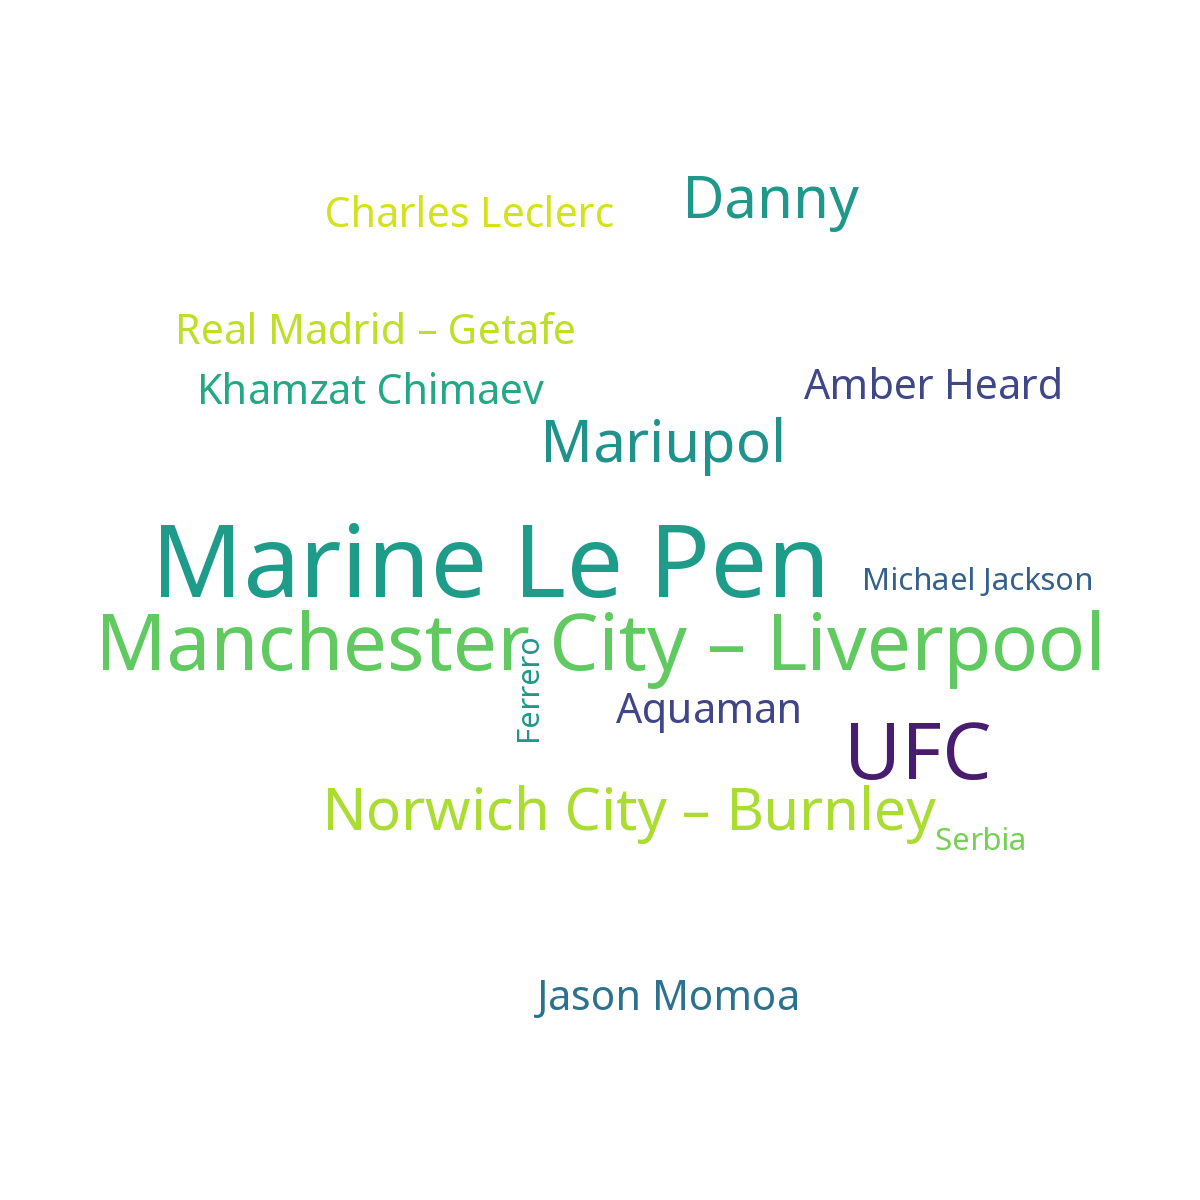 Charles Leclerc
Danny
Real Madrid – Getafe
Khamzat Chimaev
Amber Heard
Mariupol
Marine Le Pen
Michael Jackson
Manchester City – Liverpool
Ferrero
Aquaman
UFC
Norwich City – Burnley
Serbia
Jason Momoa